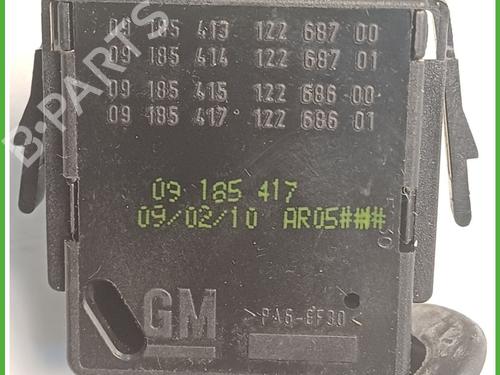 09 185 413 122 687 00
09 185 414 122 687 01
09 185 415 122 686 00
09 185 417 122 686 01
09 185 417
09/02/10 AR05###
GM
>PA6-GF30<
B-PARTS